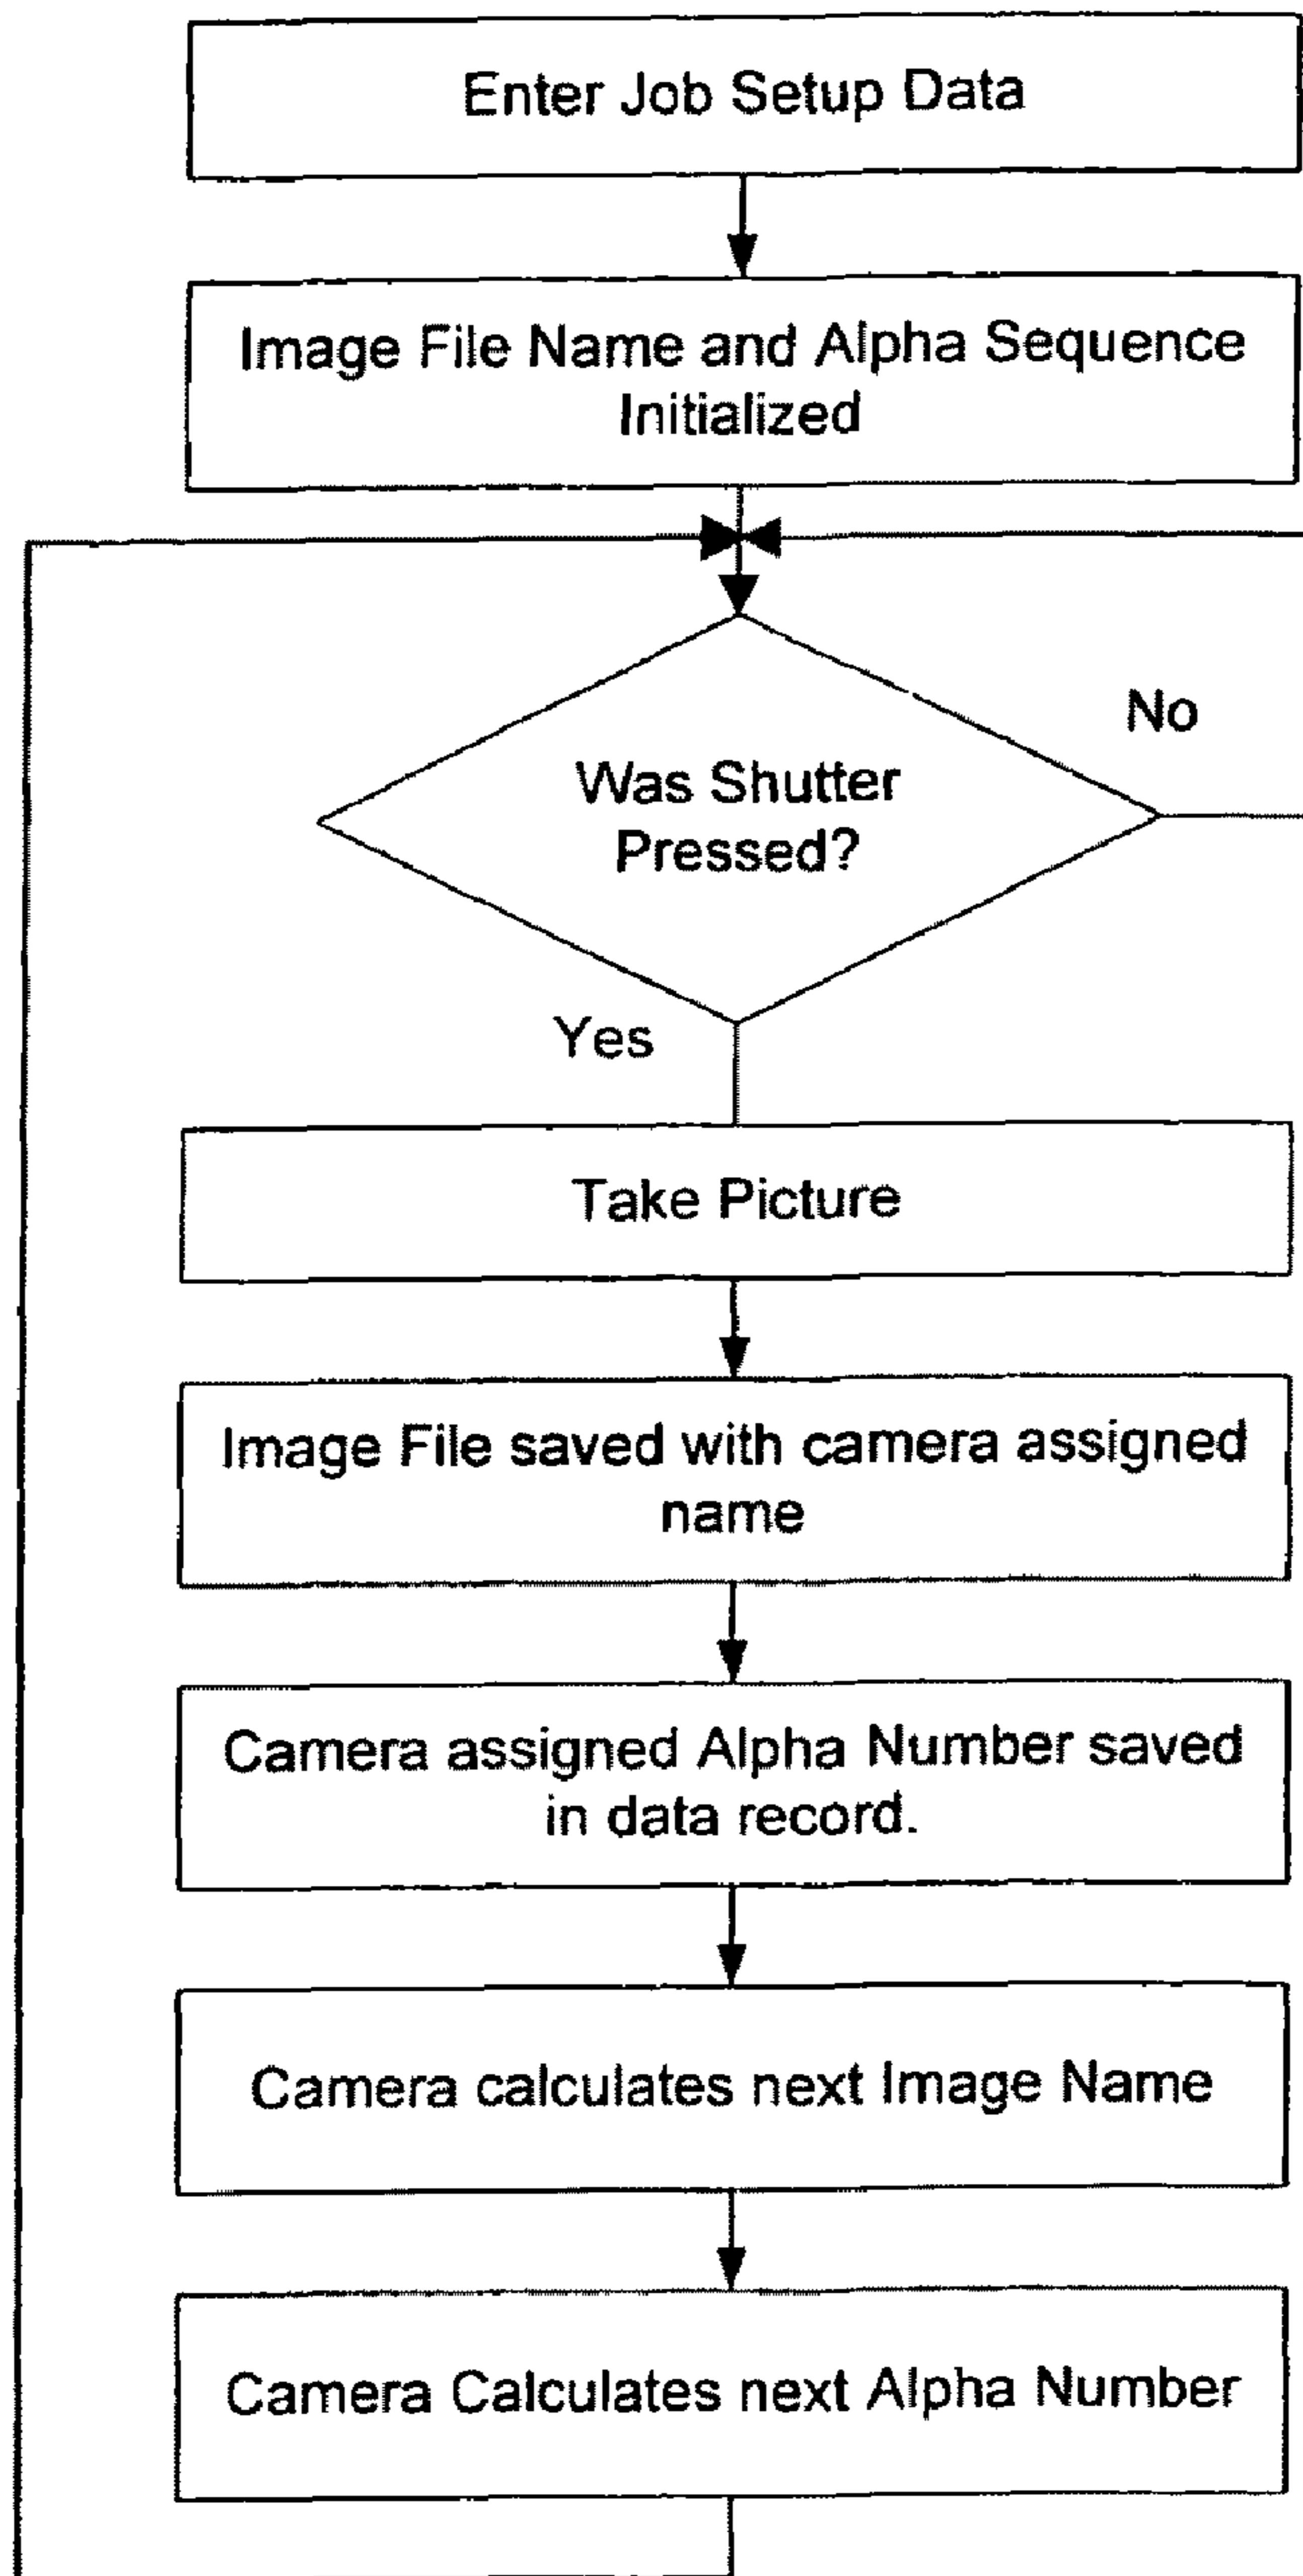 Enter Job Setup Data
Image File Name and Alpha Sequence
Initialized
No
Was Shutter
Pressed?
Yes
Take Picture
Image File saved with camera assigned
name
Camera assigned Alpha Number saved
in data record.
Camera calculates next Image Name
Camera Calculates next Alpha Number